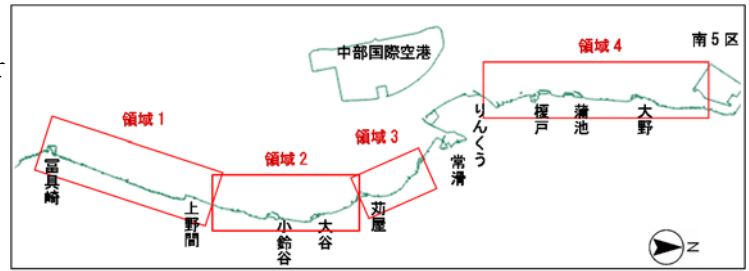 中部国際空港
南5区
領域4
領域1
領域3
領域2
りんくう
榎戸
蒲池
大野
常滑
冨具崎
上野間
小鈴谷
大谷
苅屋
N